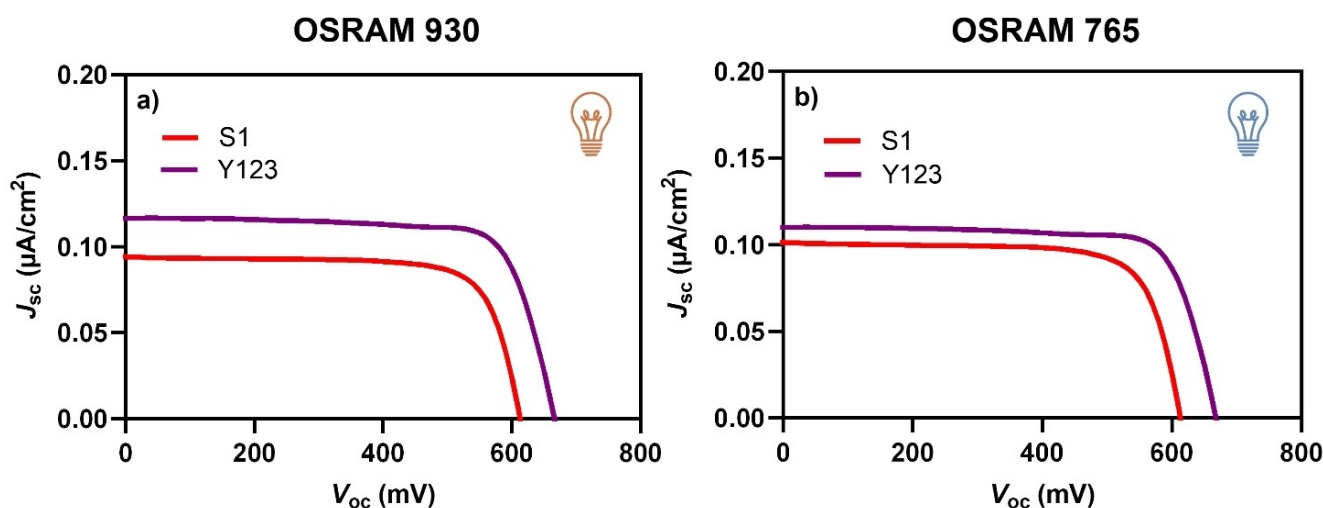 OSRAM 930
a)
S1
Y123
0.20
0.15
0.10
0.05
0.00
Jsc (μA/cm²)
0 200 400 600 800
Voc (mV)
OSRAM 765
b)
S1
Y123
0.20
0.15
0.10
0.05
0.00
Jsc (μA/cm²)
0 200 400 600 800
Voc (mV)